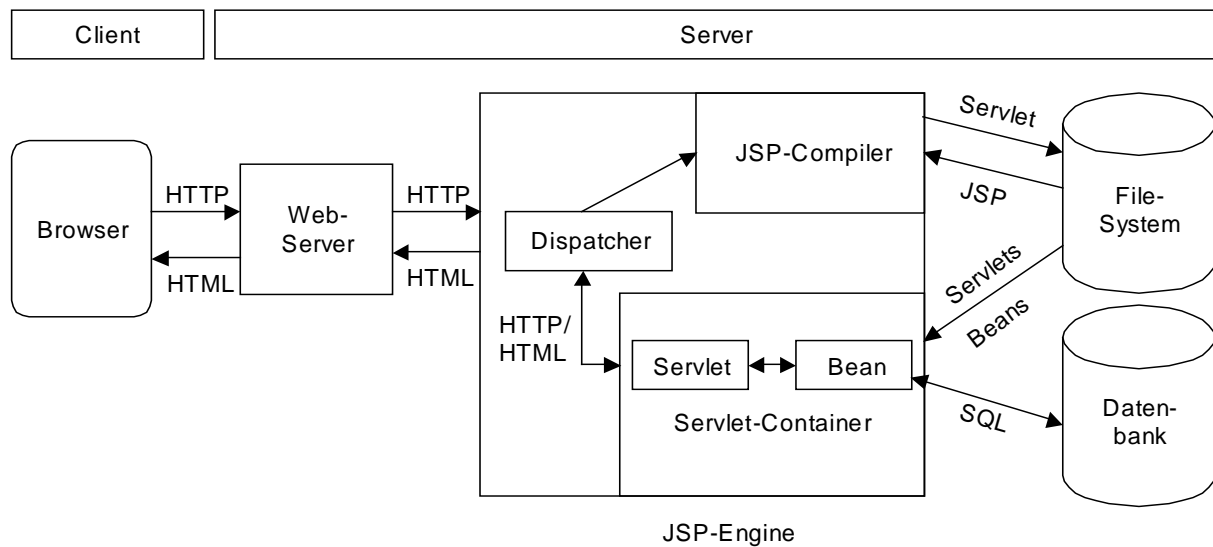 Client
Server
Browser
HTTP
HTML
Web-
Server
HTTP
HTML
Dispatcher
JSP-Compiler
HTTP/
HTML
Servlet
Bean
Servlet-Container
JSP-Engine
Servlet
JSP
Servlets
Beans
SQL
File-
System
Daten-
bank